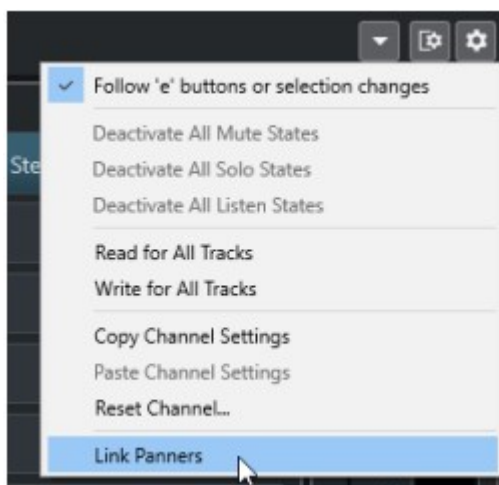 Follow 'e' buttons or selection changes
Deactivate All Mute States
Ste
Deactivate All Solo States
Deactivate All Listen States
Read for All Tracks
Write for All Tracks
Copy Channel Settings
Paste Channel Settings
Reset Channel...
Link Panners